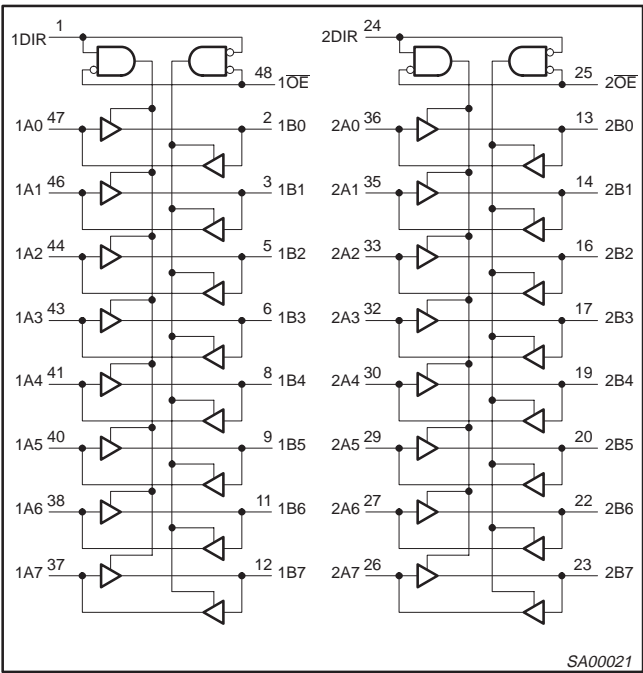 1DIR 1 2DIR 24
48 1O̅E̅ 25 2O̅E̅
1A0 47 2 1B0 2A0 36 13 2B0
1A1 46 3 1B1 2A1 35 14 2B1
1A2 44 5 1B2 2A2 33 16 2B2
1A3 43 6 1B3 2A3 32 17 2B3
1A4 41 8 1B4 2A4 30 19 2B4
1A5 40 9 1B5 2A5 29 20 2B5
1A6 38 11 1B6 2A6 27 22 2B6
1A7 37 12 1B7 2A7 26 23 2B7
SA00021